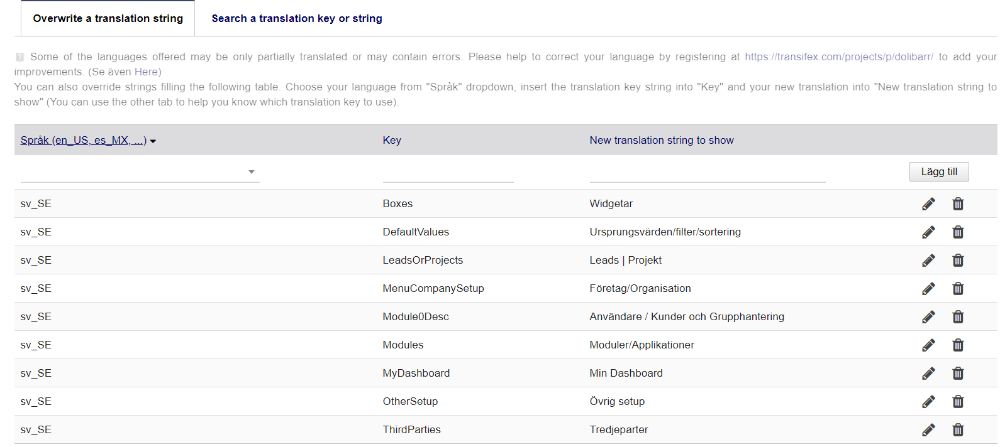 Overwrite a translation string Search a translation key or string
Some of the languages offered may be only partially translated or may contain errors. Please help to correct your language by registering at https://transifex.com/projects/p/dolibarr/ to add your
improvements. (Se även Here)
You can also override strings filling the following table. Choose your language from "Språk" dropdown, insert the translation key string into "Key" and your new translation into "New translation string to
show" (You can use the other tab to help you know which translation key to use).
Språk (en_US, es_MX, ...) Key New translation string to show
Lägg till
sv_SE Boxes Widgetar
sv_SE DefaultValues Ursprungsvärden/filter/sortering
sv_SE LeadsOrProjects Leads | Projekt
sv_SE MenuCompanySetup Företag/Organisation
sv_SE Module0Desc Användare / Kunder och Grupphantering
sv_SE Modules Moduler/Applikationer
sv_SE MyDashboard Min Dashboard
sv_SE OtherSetup Övrig setup
sv_SE ThirdParties Tredjeparter